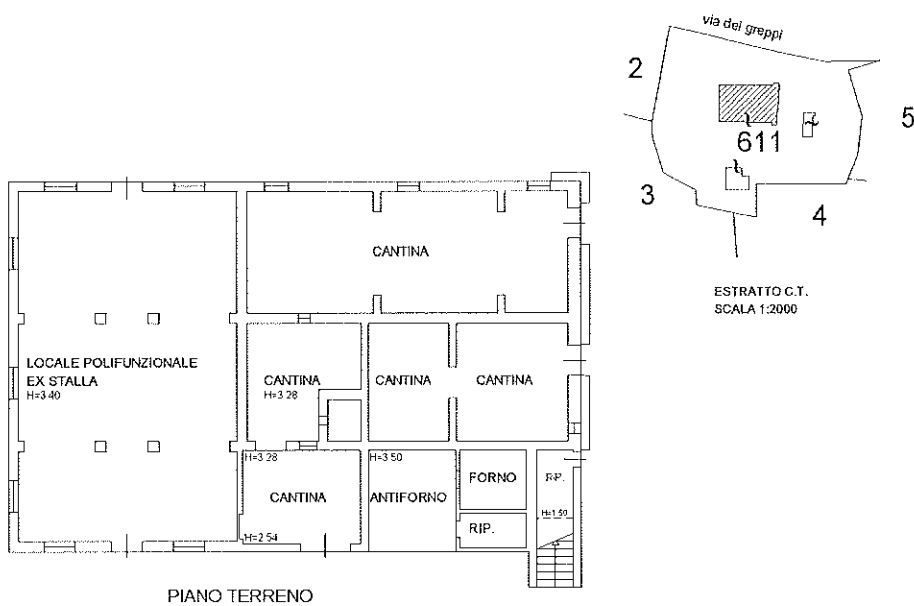 via dei greppi
2
5
611
3
4
ESTRATTO C.T.
SCALA 1:2000
CANTINA
LOCALE POLIFUNZIONALE
EX STALLA
H=3.40
CANTINA
H=3.28
CANTINA
CANTINA
H=3.28
H=3.50
CANTINA
ANTIFORNO
FORNO
RIP.
H=1.50
H=2.54
RIP.
PIANO TERRENO